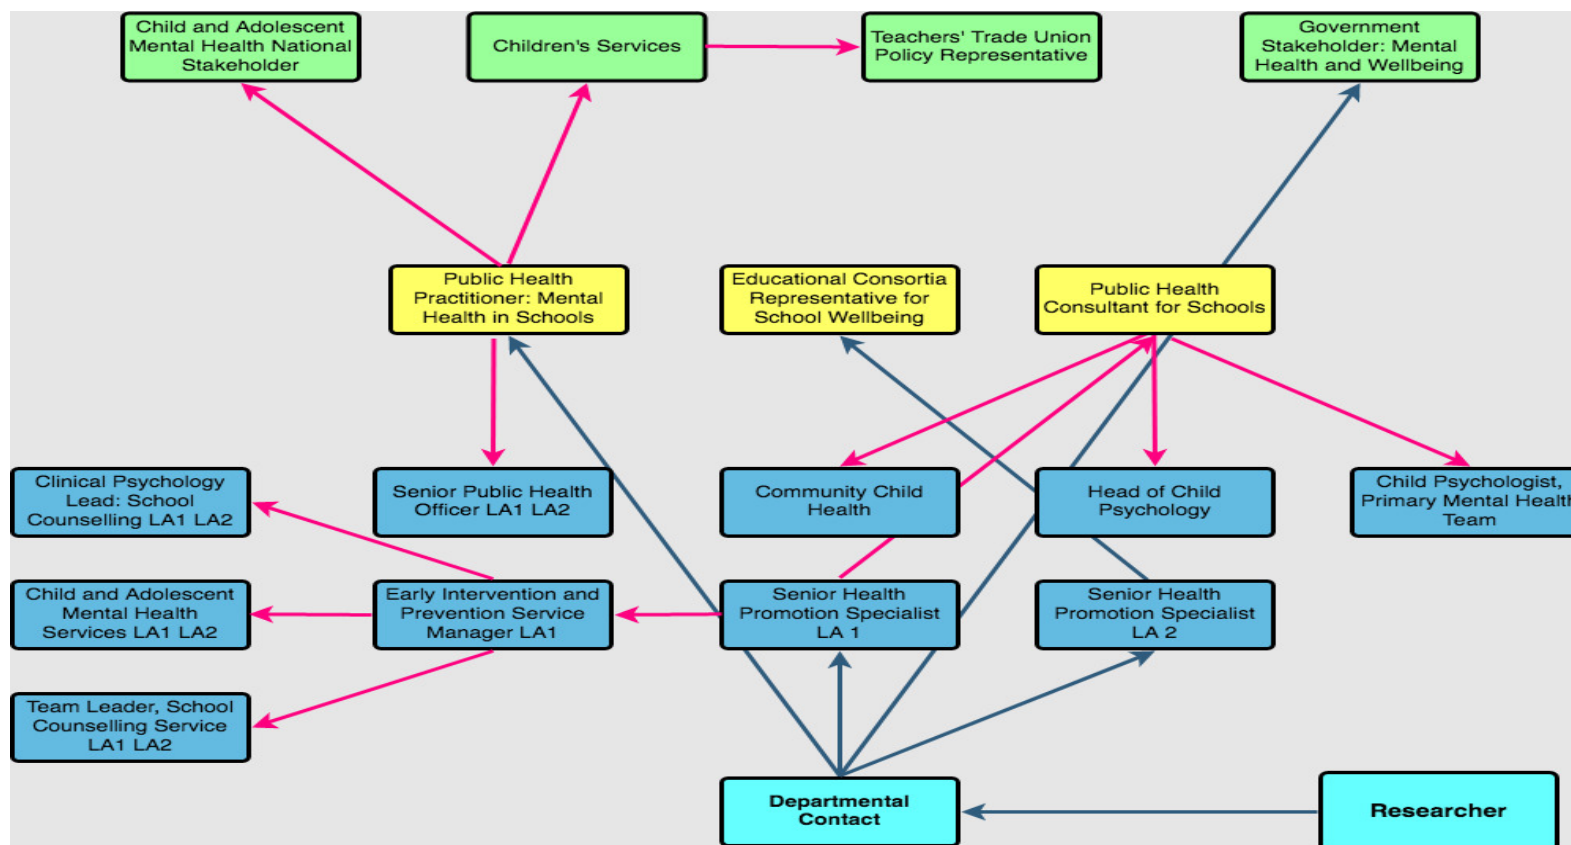 Child and Adolescent
Mental Health National
Stakeholder
Children's Services
Teachers' Trade Union
Policy Representative
Government
Stakeholder: Mental
Health and Wellbeing
Public Health
Practitioner: Mental
Health in Schools
Educational Consortia
Representative for
School Wellbeing
Public Health
Consultant for Schools
Clinical Psychology
Lead: School
Counselling LA1 LA2
Senior Public Health
Officer LA1 LA2
Community Child
Health
Head of Child
Psychology
Child Psychologist,
Primary Mental Health
Team
Child and Adolescent
Mental Health
Services LA1 LA2
Early Intervention and
Prevention Service
Manager LA1
Senior Health
Promotion Specialist
LA 1
Senior Health
Promotion Specialist
LA 2
Team Leader, School
Counselling Service
LA1 LA2
Departmental
Contact
Researcher